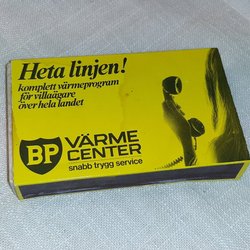 Heta linjen!
komplett värmeprogram
för villaägare
över hela landet
BP
VÄRME
CENTER
snabb trygg service